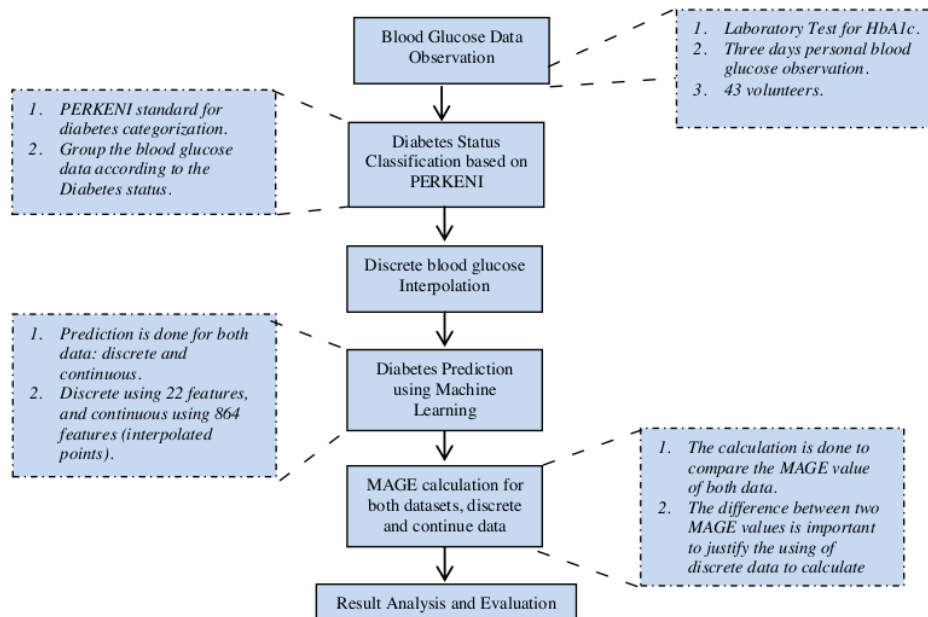 Blood Glucose Data
Observation
1. Laboratory Test for HbA1c.
2. Three days personal blood
glucose observation.
3. 43 volunteers.
1. PERKENI standard for
diabetes categorization.
2. Group the blood glucose
data according to the
Diabetes status.
Diabetes Status
Classification based on
PERKENI
Discrete blood glucose
Interpolation
1. Prediction is done for both
data: discrete and
continuous.
2. Discrete using 22 features,
and continuous using 864
features (interpolated
points).
Diabetes Prediction
using Machine
Learning
MAGE calculation for
both datasets, discrete
and continue data
1. The calculation is done to
compare the MAGE value
of both data.
2. The difference between two
MAGE values is important
to justify the using of
discrete data to calculate
Result Analysis and Evaluation